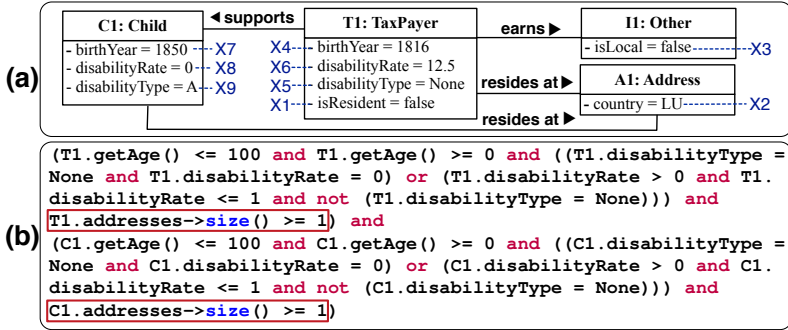 (a)
C1: Child
◀ supports
T1: TaxPayer
earns ▶
I1: Other
- birthYear = 1850 X7
- disabilityRate = 0 X8
- disabilityType = A X9
X4 - birthYear = 1816
X6 - disabilityRate = 12.5
X5 - disabilityType = None
X1 - isResident = false
- isLocal = false X3
resides at ▶
A1: Address
- country = LU X2
resides at ▶
(b)
(T1.getAge() <= 100 and T1.getAge() >= 0 and ((T1.disabilityType =
None and T1.disabilityRate = 0) or (T1.disabilityRate > 0 and T1.
disabilityRate <= 1 and not (T1.disabilityType = None))) and
T1.addresses->size() >= 1) and
(C1.getAge() <= 100 and C1.getAge() >= 0 and ((C1.disabilityType =
None and C1.disabilityRate = 0) or (C1.disabilityRate > 0 and C1.
disabilityRate <= 1 and not (C1.disabilityType = None))) and
C1.addresses->size() >= 1)